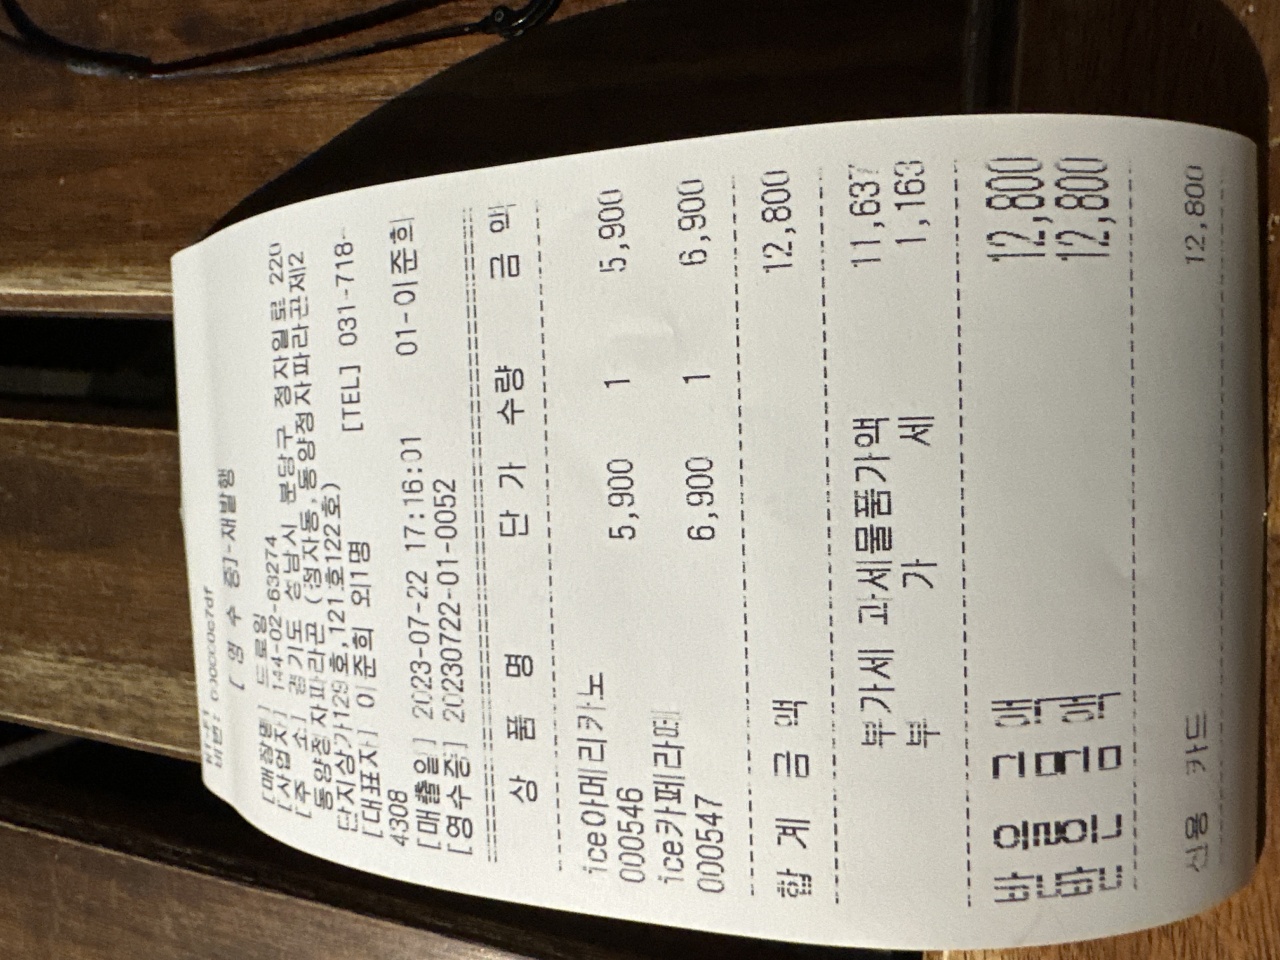 [영 수 증]-재발행
[매장명] 드로잉
[사업자] 144-02-63274
[주 소] 경기도 성남시 분당구 정자일로 220
동양정자파라곤 (정자동,동양정자파라곤제2
단지상가129호,121호122호)
[대표자] 이준희 외1명 [TEL] 031-718-
4308
[매출일] 2023-07-22 17:16:01 01-이준희
[영수증] 20230722-01-0052
상 품 명 단 가 수량 금 액
ice아메리카노
000546 5,900 1 5,900
ice카페라떼
000547 6,900 1 6,900
합 계 금 액 12,800
부가세 과세물품가액 11,637
부 가 세 1,163
받을금액 12,800
받은금액 12,800
신용 카드 12,800